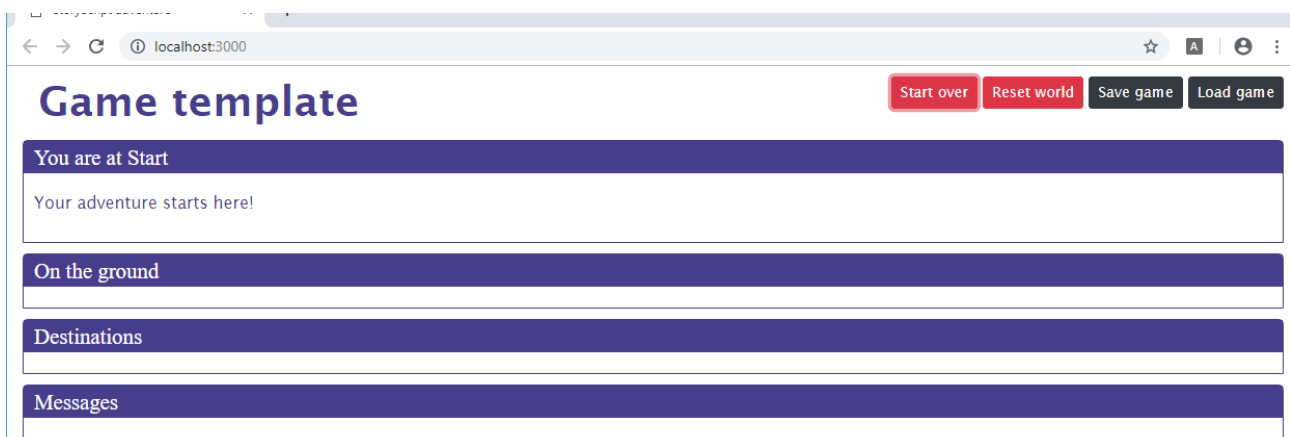 localhost:3000
A
Game template
Start over
Reset world
Save game
Load game
You are at Start
Your adventure starts here!
On the ground
Destinations
Messages